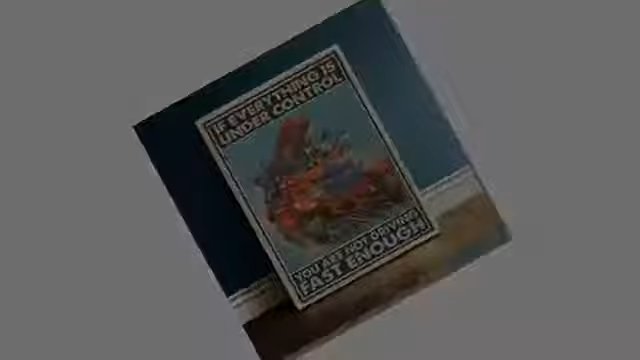 IF EVERYTHING IS
UNDER CONTROL
YOU ARE NOT DRIVING
FAST ENOUGH